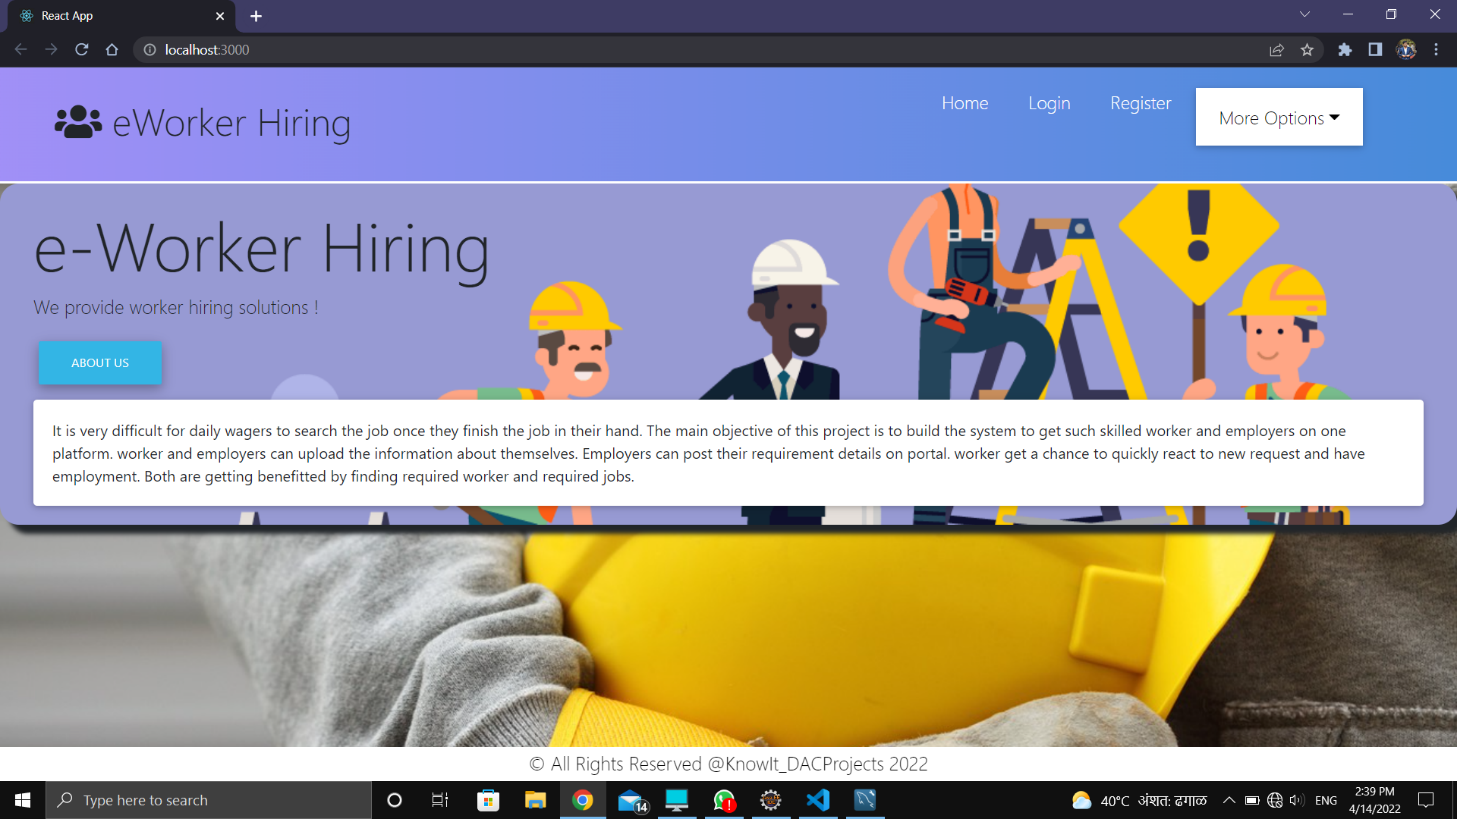 React App
localhost:3000
eWorker Hiring
Home Login Register More Options
e-Worker Hiring
We provide worker hiring solutions !
ABOUT US
It is very difficult for daily wagers to search the job once they finish the job in their hand. The main objective of this project is to build the system to get such skilled worker and employers on one
platform. worker and employers can upload the information about themselves. Employers can post their requirement details on portal. worker get a chance to quickly react to new request and have
employment. Both are getting benefitted by finding required worker and required jobs.
© All Rights Reserved @KnowIt_DACProjects 2022
Type here to search
14
40°C अंशत: ढगाळ
ENG
2:39 PM
4/14/2022